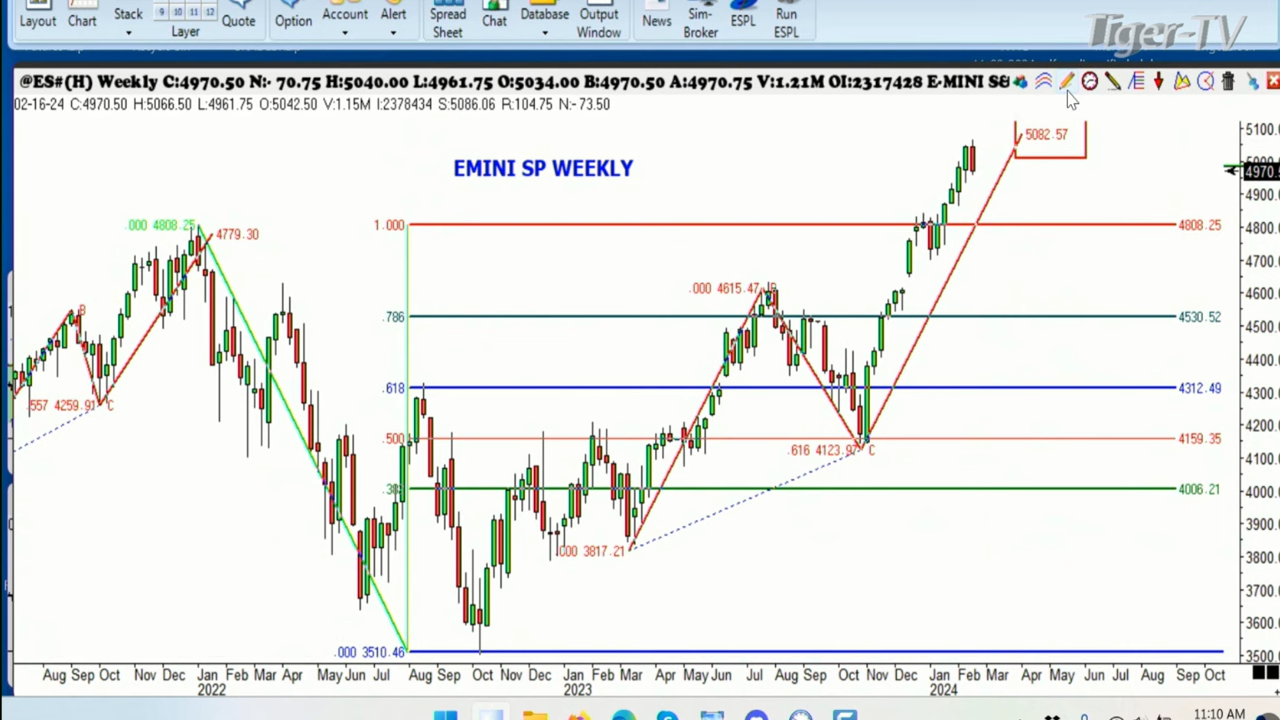 Layout Chart Stack 9 10 11 12 Layer Quote Option Account Alert Spread Sheet Chat Database Output Window News Sim-Broker ESPL Run ESPL
Tiger-TV
@ES#(H) Weekly C:4970.50 N:- 70.75 H:5040.00 L:4961.75 O:5034.00 B:4970.50 A:4970.75 V:1.21M OI:2317428 E-MINI S&
02-16-24 C:4970.50 H:5066.50 L:4961.75 O:5042.50 V:1.15M I:2378434 S:5086.06 R:104.75 N:-73.50
5082.57
5100.
EMINI SP WEEKLY
4970.5
4900.
.000 4808.25
4779.30
1.000
4808.25
4800.
4700.
.000 4615.47 B
4600.
B
.786
4530.52
4500.
4400.
.618
4312.49
4300.
.557 4259.91 C
4200.
.500
4159.35
.616 4123.97 C
4100.
4006.21
4000.
3900.
.000 3817.21
3800.
3700.
3600.
.000 3510.46
3500.
Aug Sep Oct Nov Dec Jan Feb Mar Apr May Jun Jul Aug Sep Oct Nov Dec Jan Feb Mar Apr May Jun Jul Aug Sep Oct Nov Dec Jan Feb Mar Apr May Jun Jul Aug Sep Oct
2022 2023 2024
11:10 AM